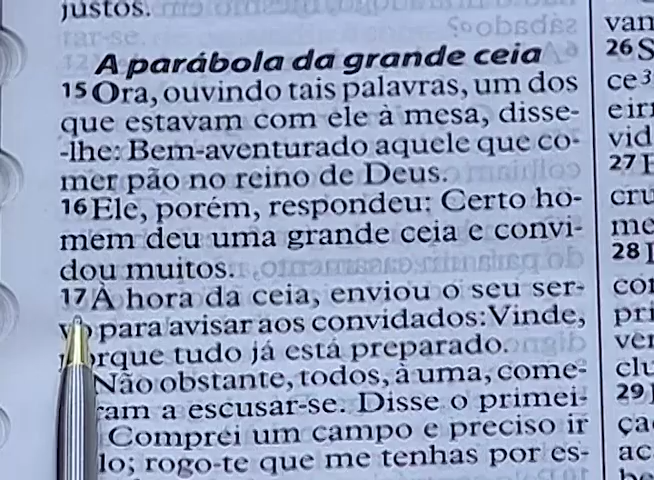 justos.
A parábola da grande ceia
15 Ora, ouvindo tais palavras, um dos
que estavam com ele à mesa, disse-
-lhe: Bem-aventurado aquele que co-
mer pão no reino de Deus.
16 Ele, porém, respondeu: Certo ho-
mem deu uma grande ceia e convi-
dou muitos.
17 À hora da ceia, enviou o seu ser-
para avisar aos convidados: Vinde,
tudo já está preparado.
Não obstante, todos, à uma, come-
a escusar-se. Disse o primei-
Comprei um campo e preciso ir
rogo-te que me tenhas por es-
26
27
28
29